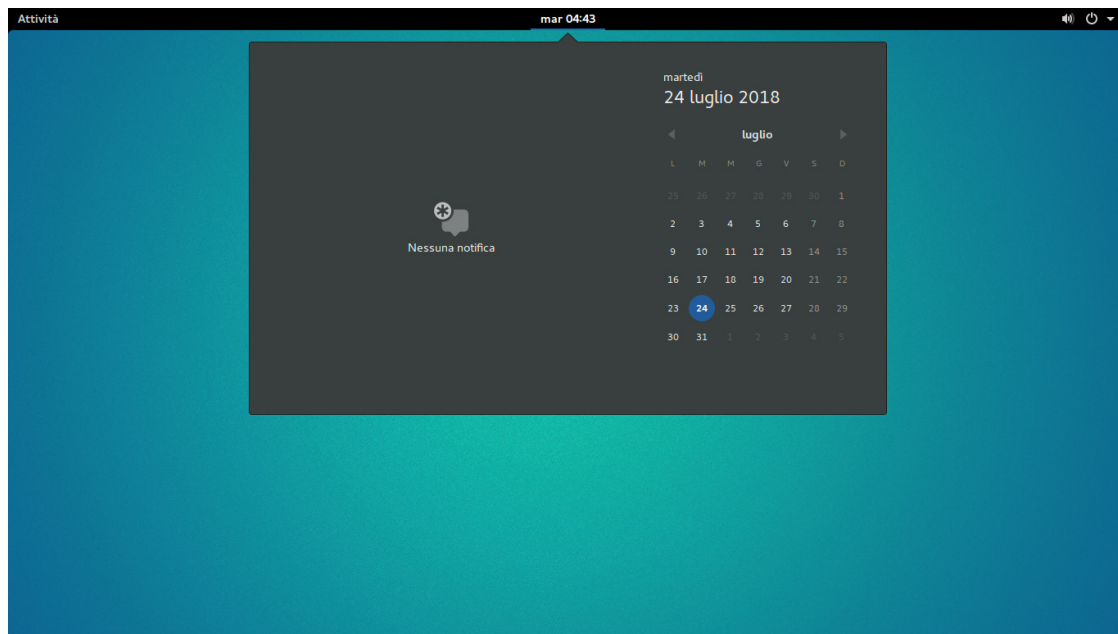 Attività
mar 04:43
Nessuna notifica
martedì
24 luglio 2018
luglio
L M M G V S D
25 26 27 28 29 30 1
2 3 4 5 6 7 8
9 10 11 12 13 14 15
16 17 18 19 20 21 22
23 24 25 26 27 28 29
30 31 1 2 3 4 5